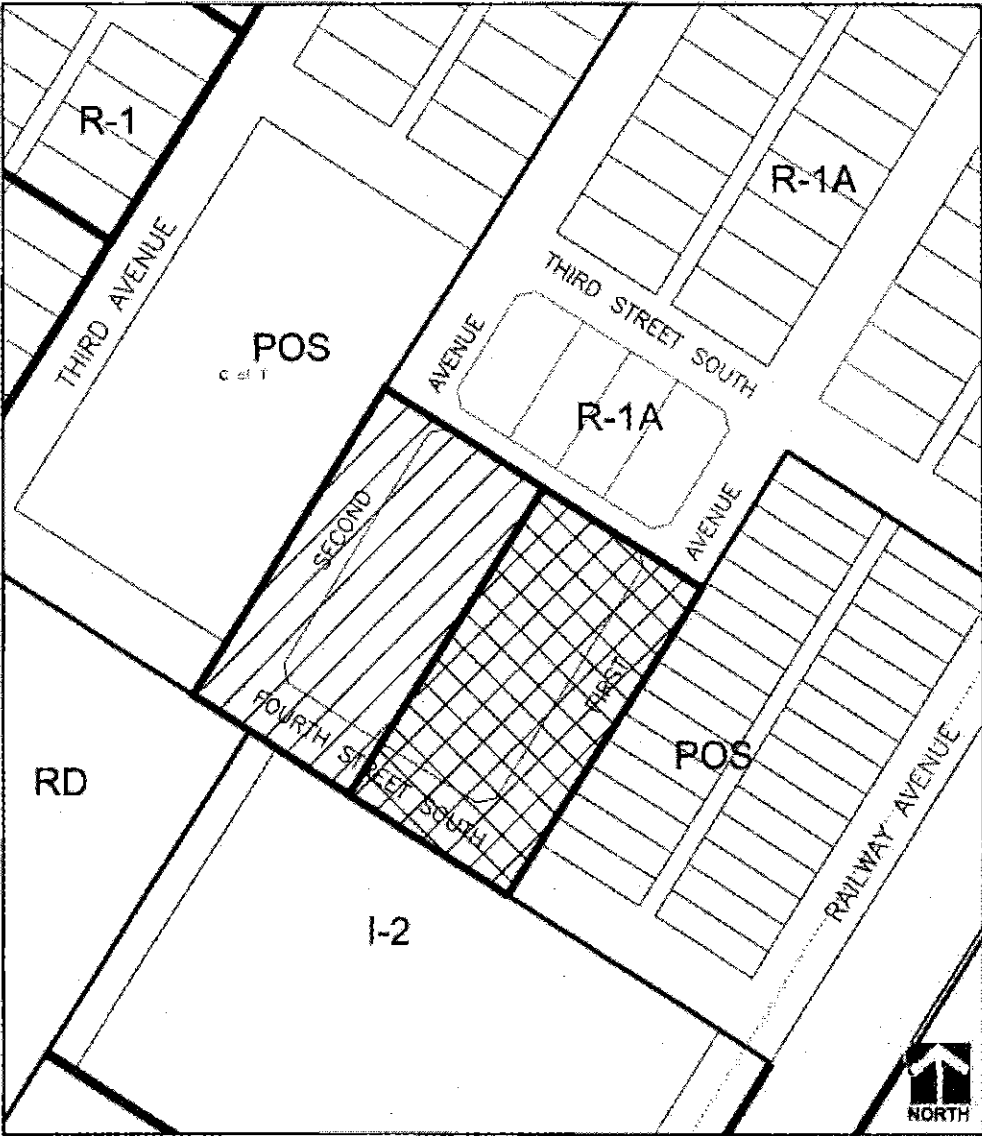 R-1
R-1A
THIRD AVENUE
THIRD STREET SOUTH
POS
AVENUE
R-1A
SECOND
AVENUE
FIRST
FOURTH STREET SOUTH
POS
RD
RAILWAY AVENUE
I-2
NORTH